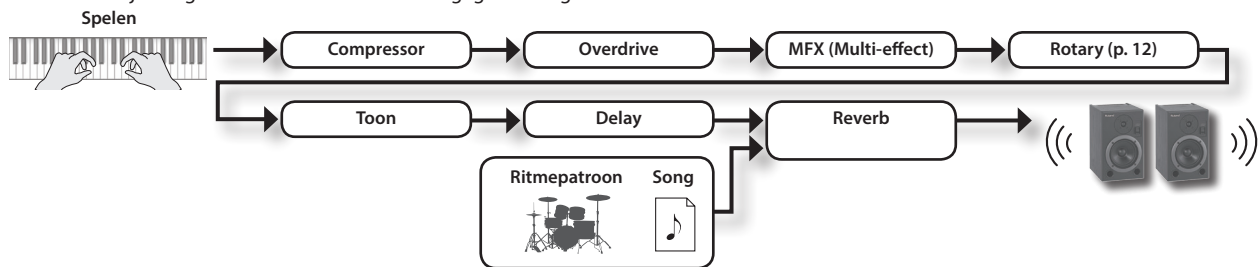 Spelen
Compressor
Overdrive
MFX (Multi-effect)
Rotary (p. 12)
Toon
Delay
Reverb
Ritmepatroon
Song